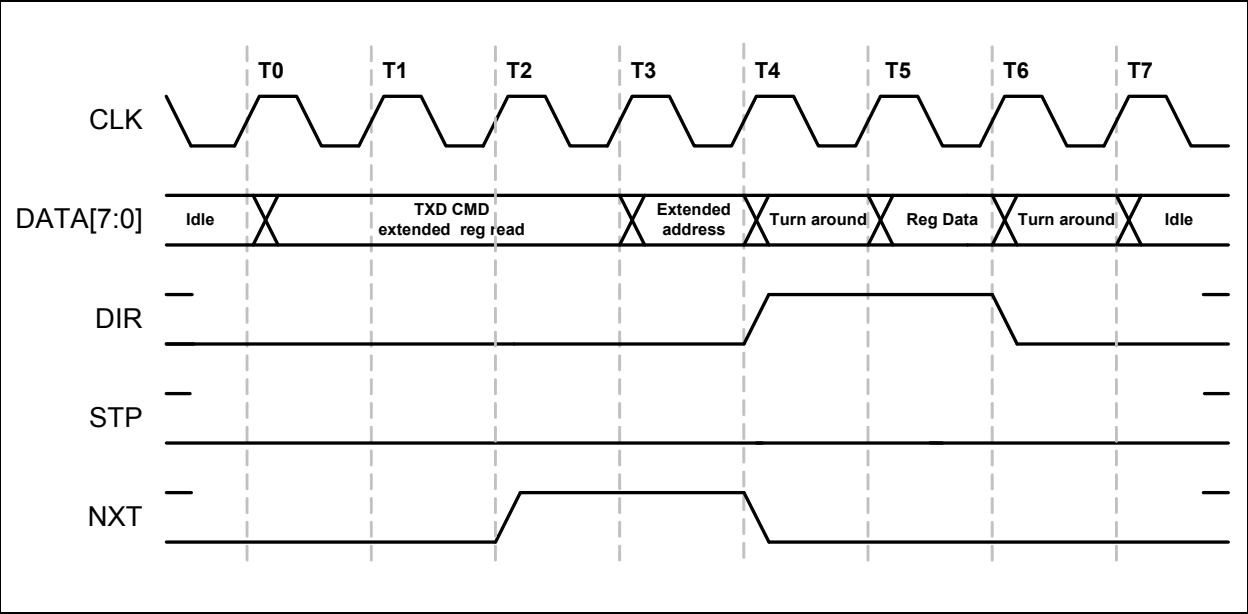 T0 T1 T2 T3 T4 T5 T6 T7
CLK
DATA[7:0]
Idle
TXD CMD
extended reg read
Extended
address
Turn around
Reg Data
Turn around
Idle
DIR
STP
NXT